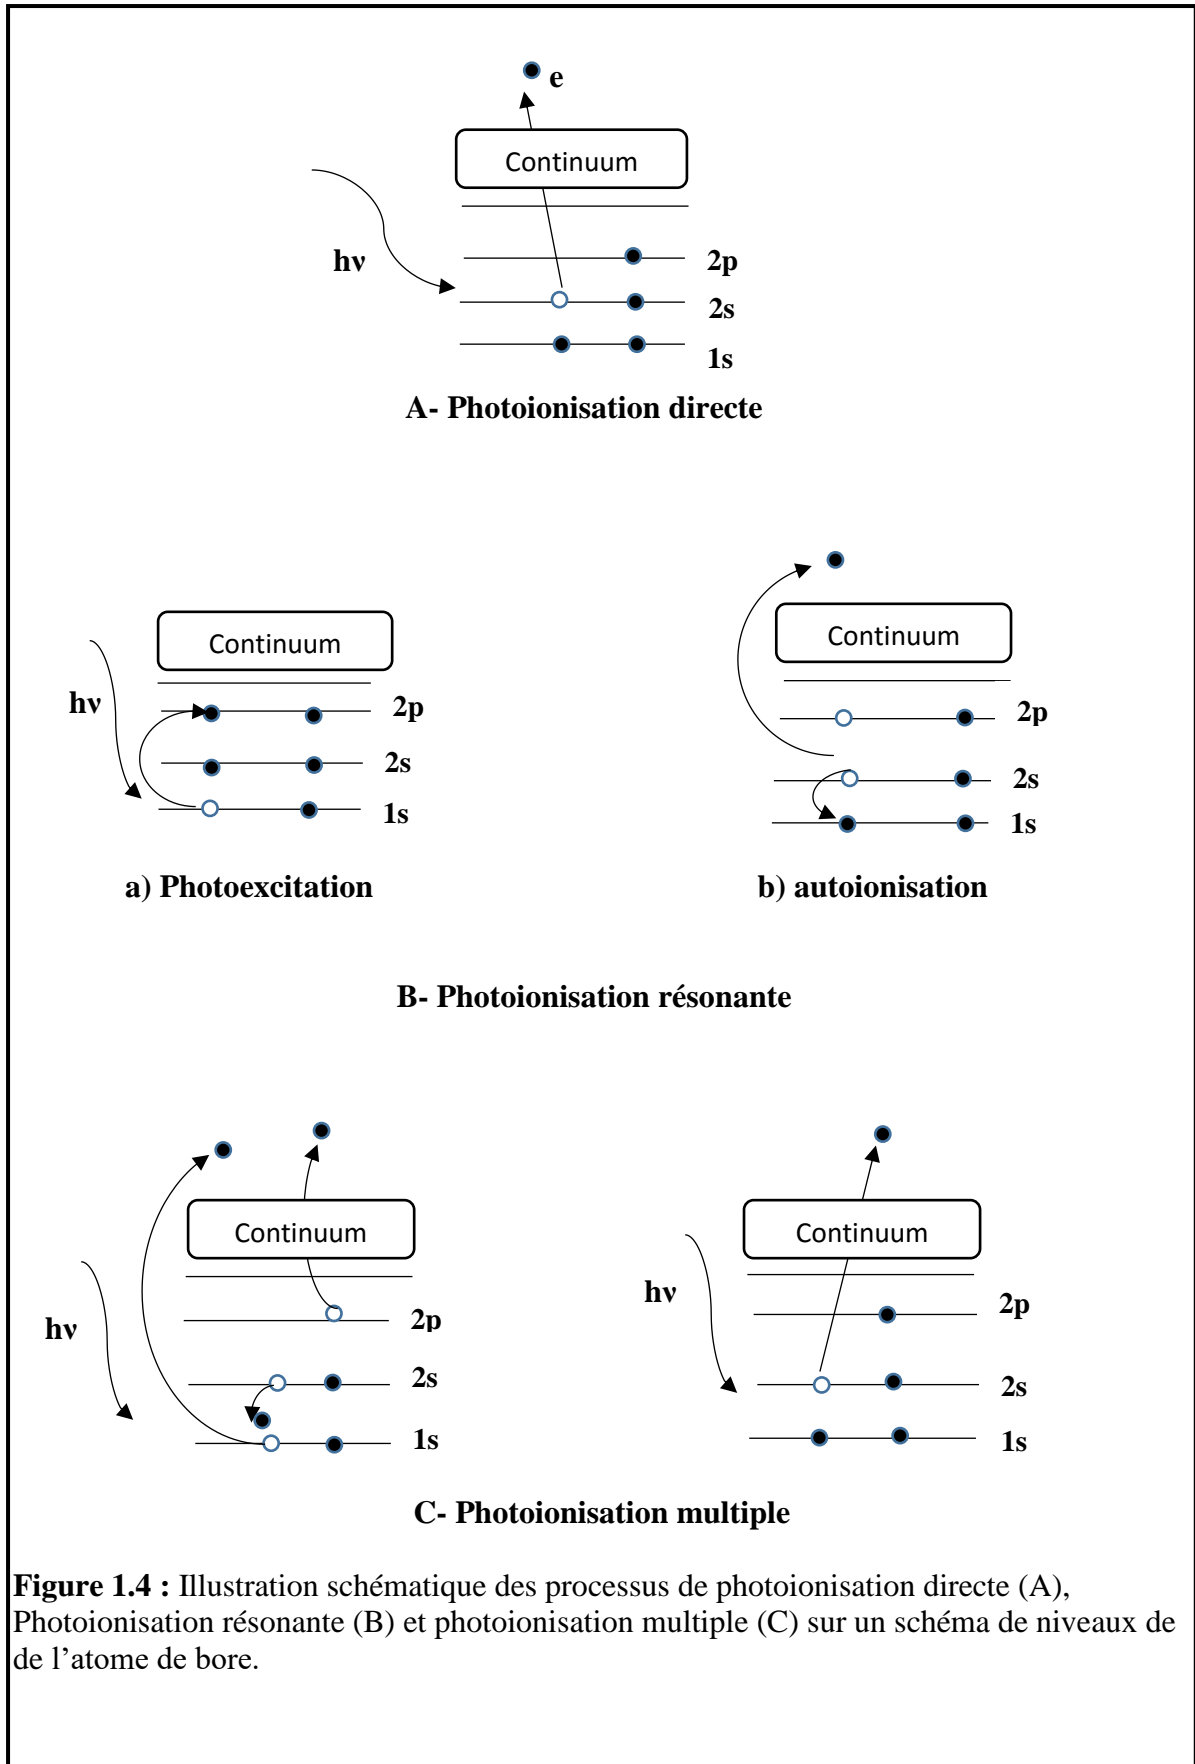 e
Continuum
hν
2p
2s
1s
A- Photoionisation directe
Continuum
hν
2p
2s
1s
a) Photoexcitation
Continuum
2p
2s
1s
b) autoionisation
B- Photoionisation résonante
Continuum
hν
2p
2s
1s
Continuum
hν
2p
2s
1s
C- Photoionisation multiple
Figure 1.4 : Illustration schématique des processus de photoionisation directe (A),
Photoionisation résonante (B) et photoionisation multiple (C) sur un schéma de niveaux de
de l’atome de bore.